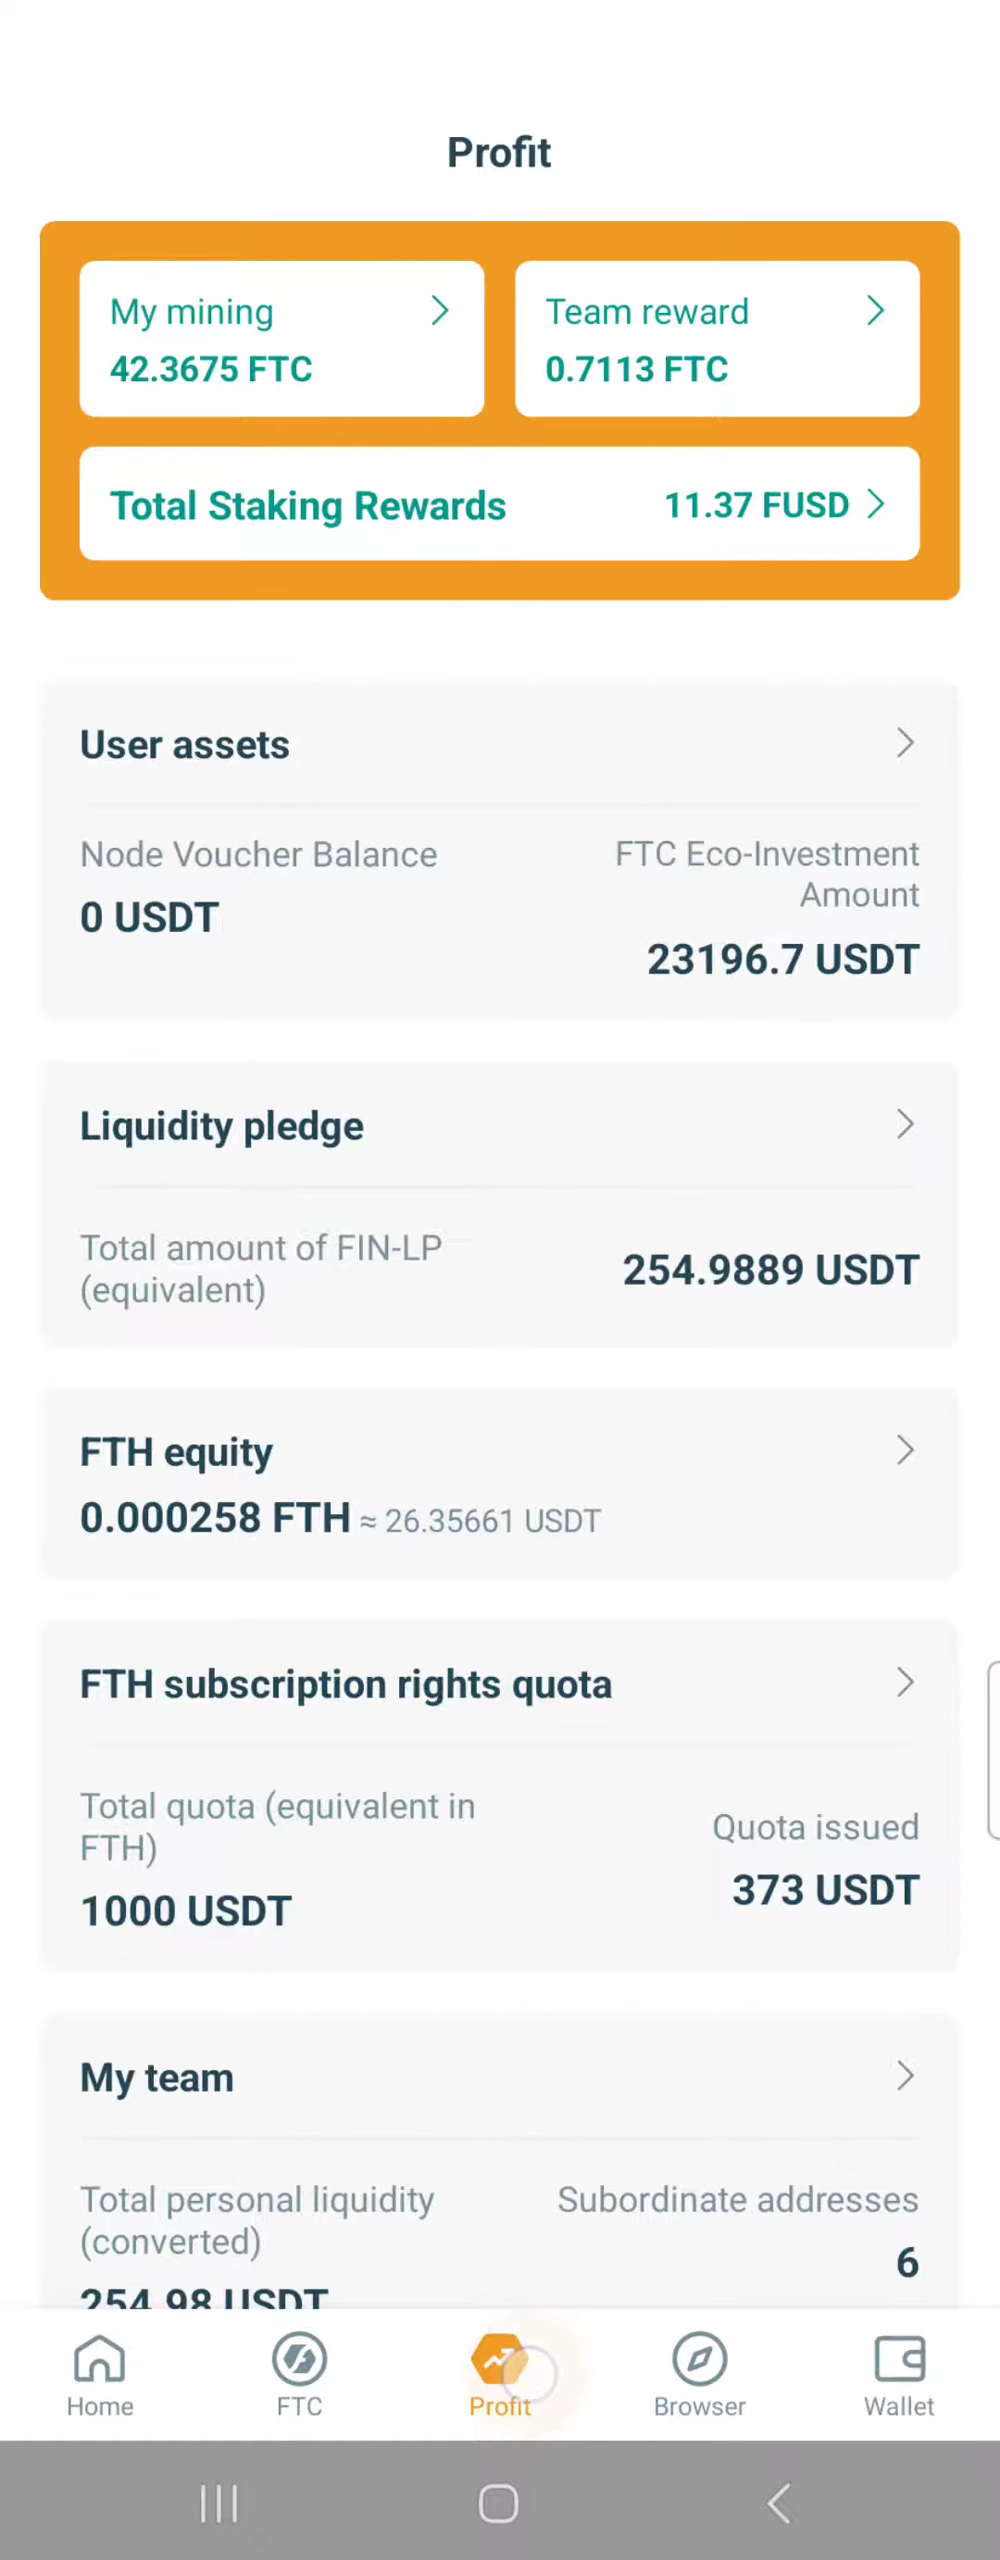 Profit
My mining
42.3675 FTC
Team reward
0.7113 FTC
Total Staking Rewards
11.37 FUSD
User assets
Node Voucher Balance
0 USDT
FTC Eco-Investment
Amount
23196.7 USDT
Liquidity pledge
Total amount of FIN-LP
(equivalent)
254.9889 USDT
FTH equity
0.000258 FTH ≈ 26.35661 USDT
FTH subscription rights quota
Total quota (equivalent in
FTH)
1000 USDT
Quota issued
373 USDT
My team
Total personal liquidity
(converted)
254.98 USDT
Subordinate addresses
6
Home
FTC
Profit
Browser
Wallet